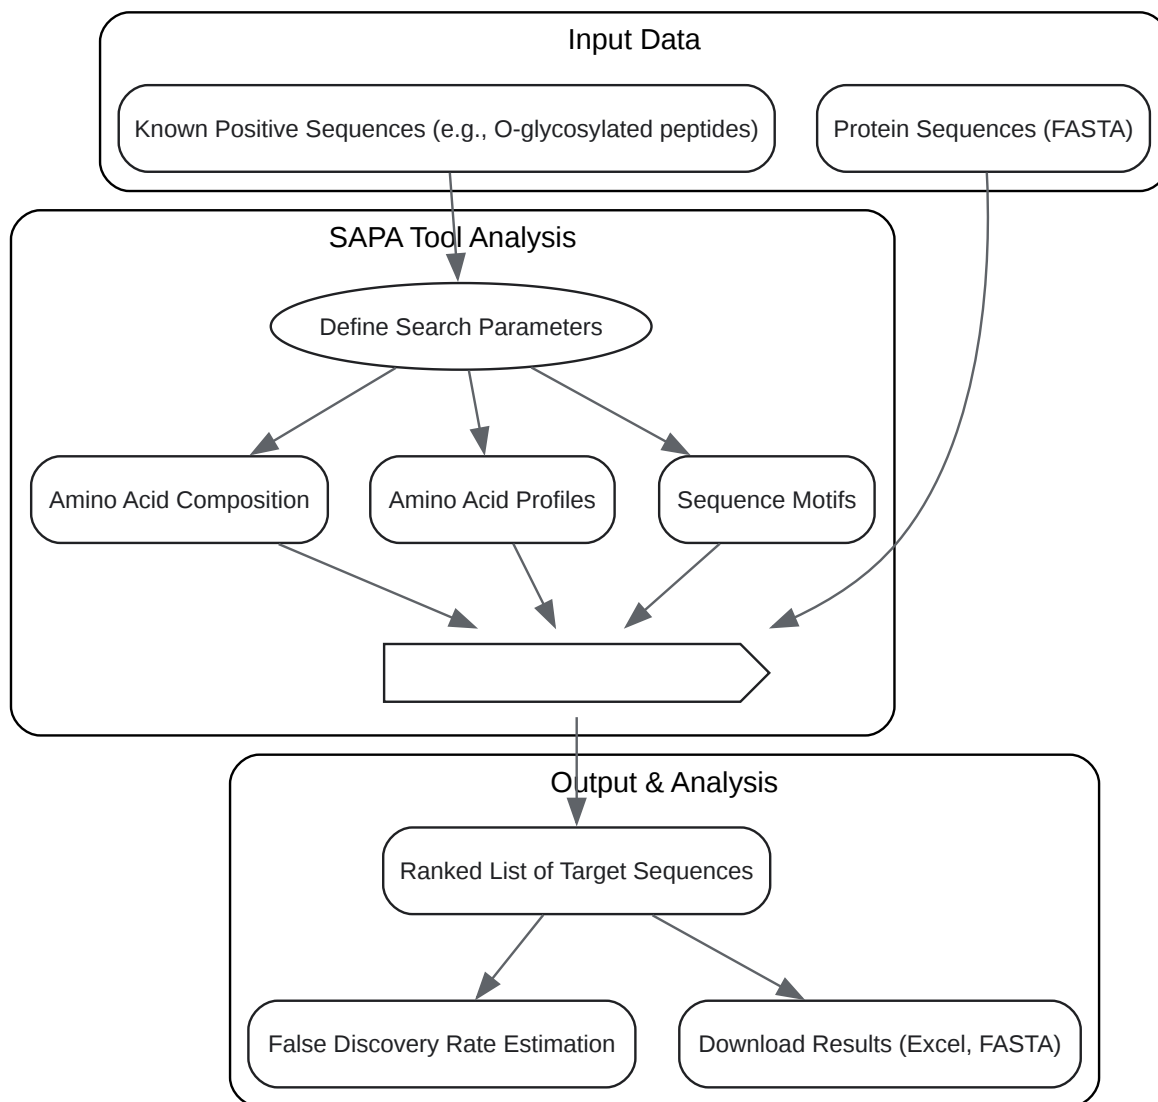 Input Data
Known Positive Sequences (e.g., O-glycosylated peptides)
Protein Sequences (FASTA)
SAPA Tool Analysis
Define Search Parameters
Amino Acid Composition
Amino Acid Profiles
Sequence Motifs
Output & Analysis
Ranked List of Target Sequences
False Discovery Rate Estimation
Download Results (Excel, FASTA)